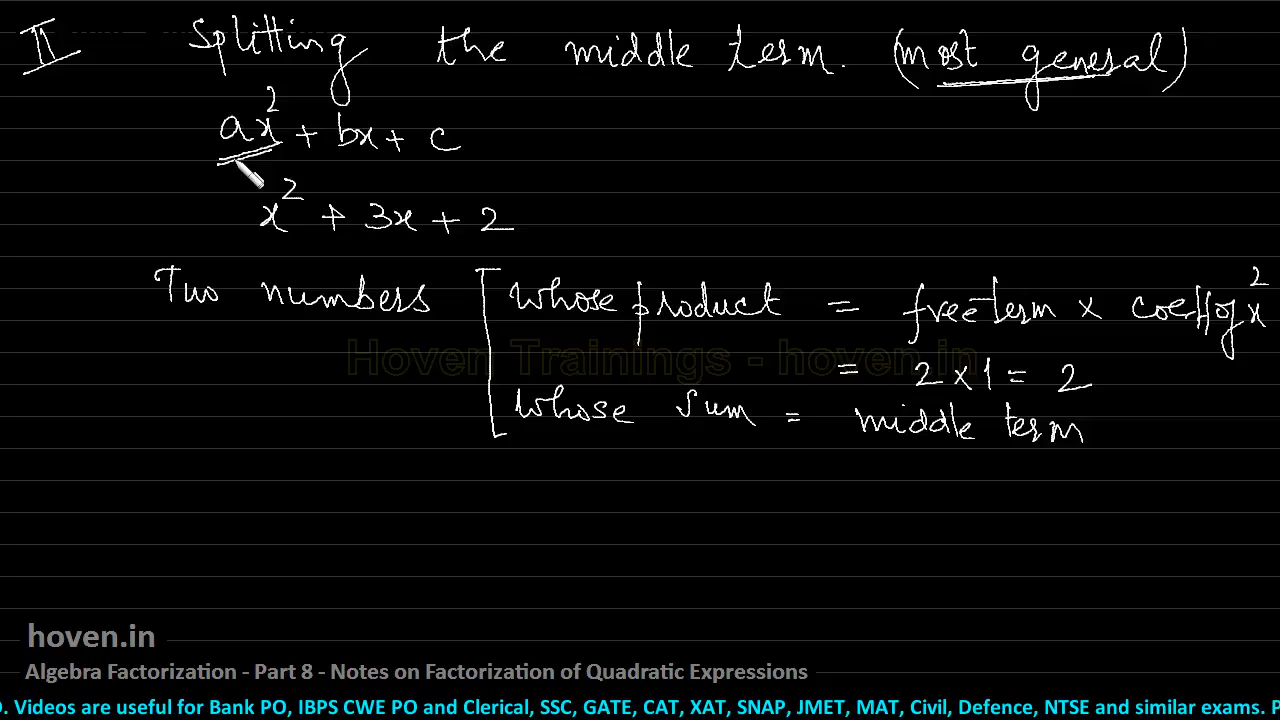 II Splitting the middle term. (most general)
ax² + bx + c
x² + 3x + 2
Two numbers [ whose product = free term × coeff of x²
Hoven Trainings - hoven.in
= 2 × 1 = 2
whose sum = middle term
hoven.in
Algebra Factorization - Part 8 - Notes on Factorization of Quadratic Expressions
). Videos are useful for Bank PO, IBPS CWE PO and Clerical, SSC, GATE, CAT, XAT, SNAP, JMET, MAT, Civil, Defence, NTSE and similar exams. P